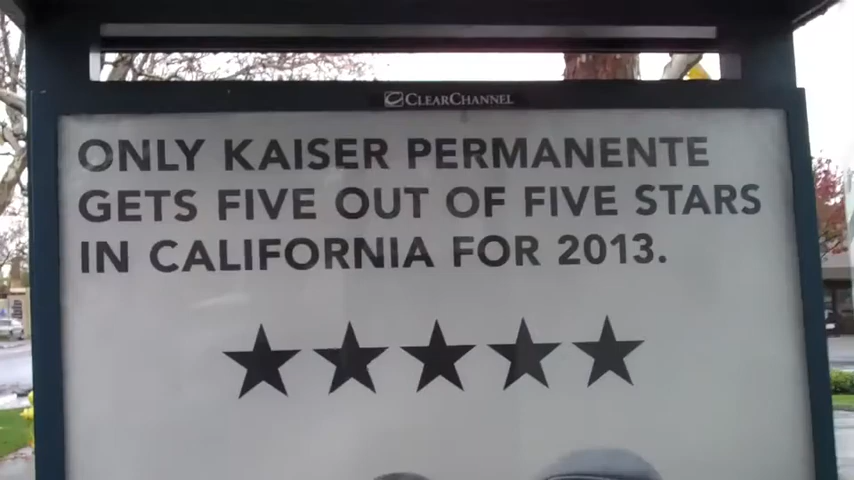 CLEARCHANNEL
ONLY KAISER PERMANENTE
GETS FIVE OUT OF FIVE STARS
IN CALIFORNIA FOR 2013.